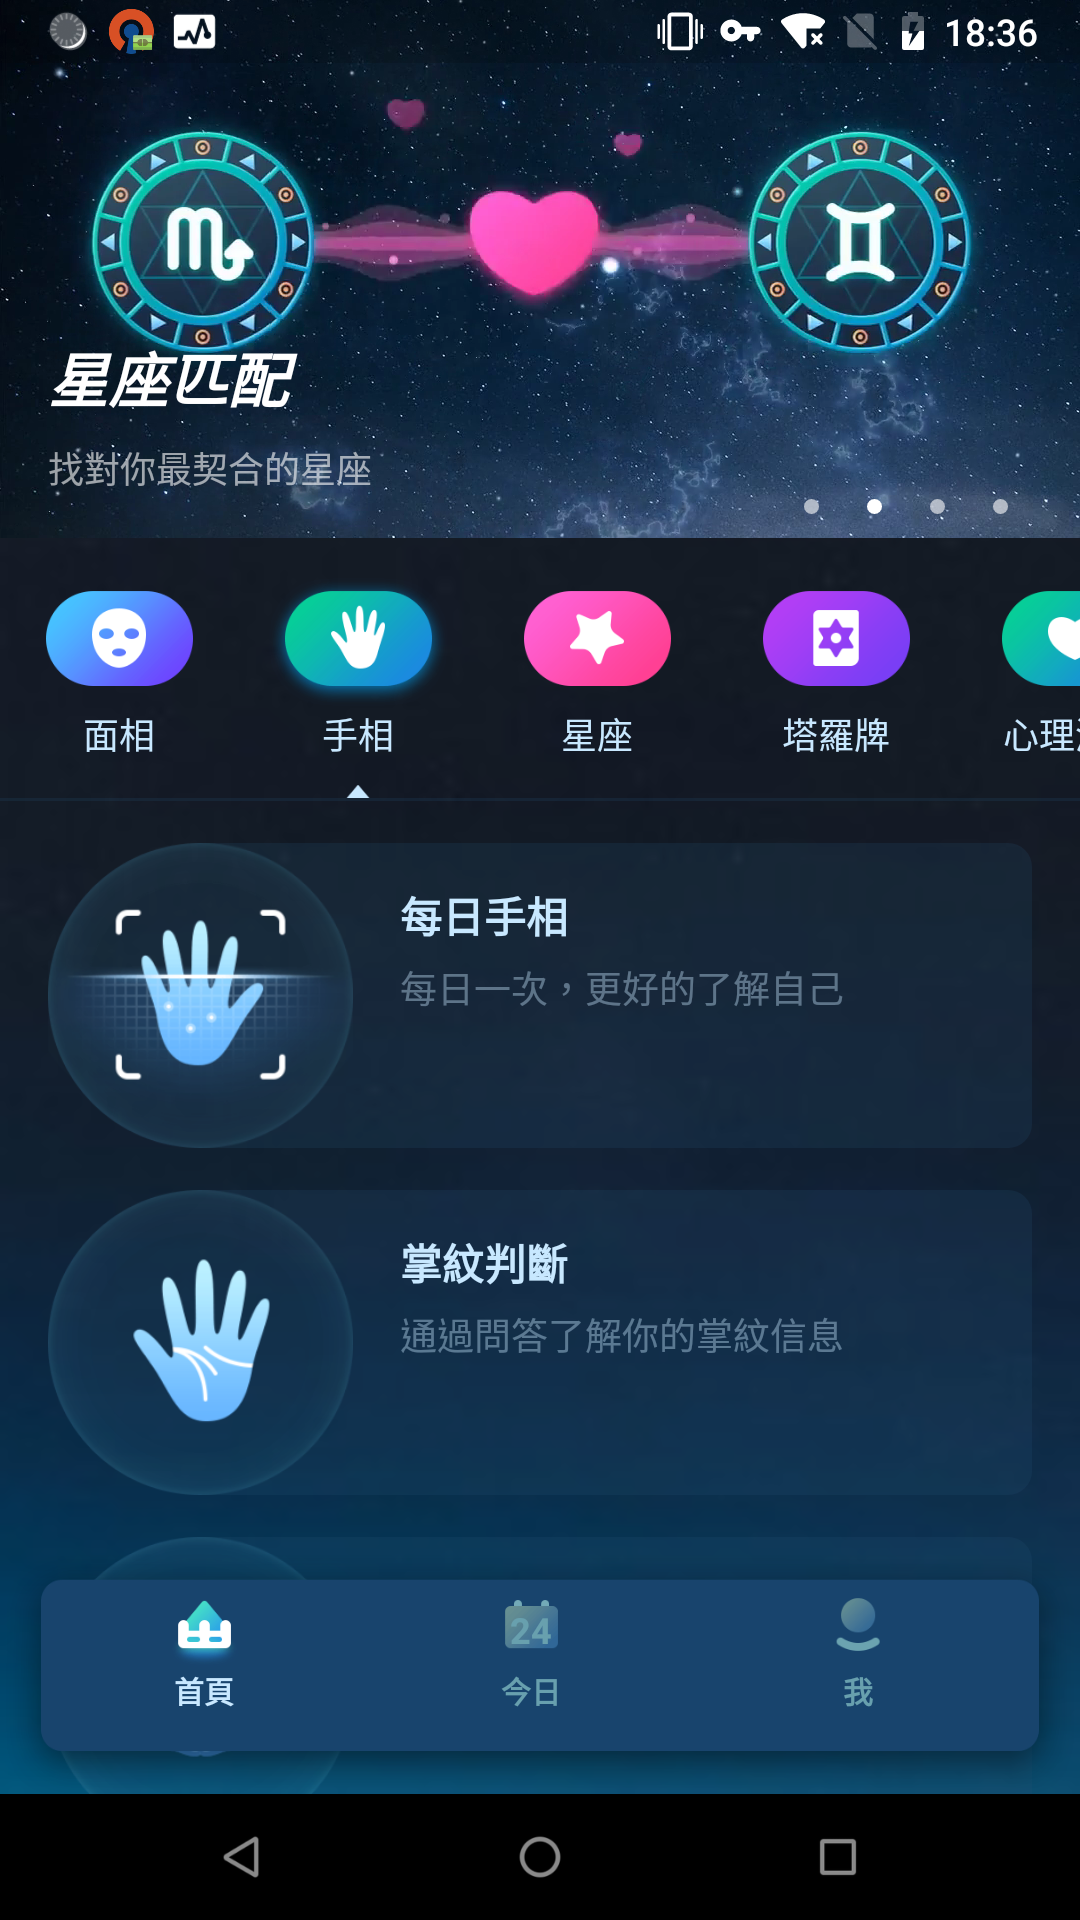 18:36
星座匹配
找對你最契合的星座
面相
手相
星座
塔羅牌
心理
每日手相
每日一次，更好的了解自己
掌紋判斷
通過問答了解你的掌紋信息
24
首頁
今日
我